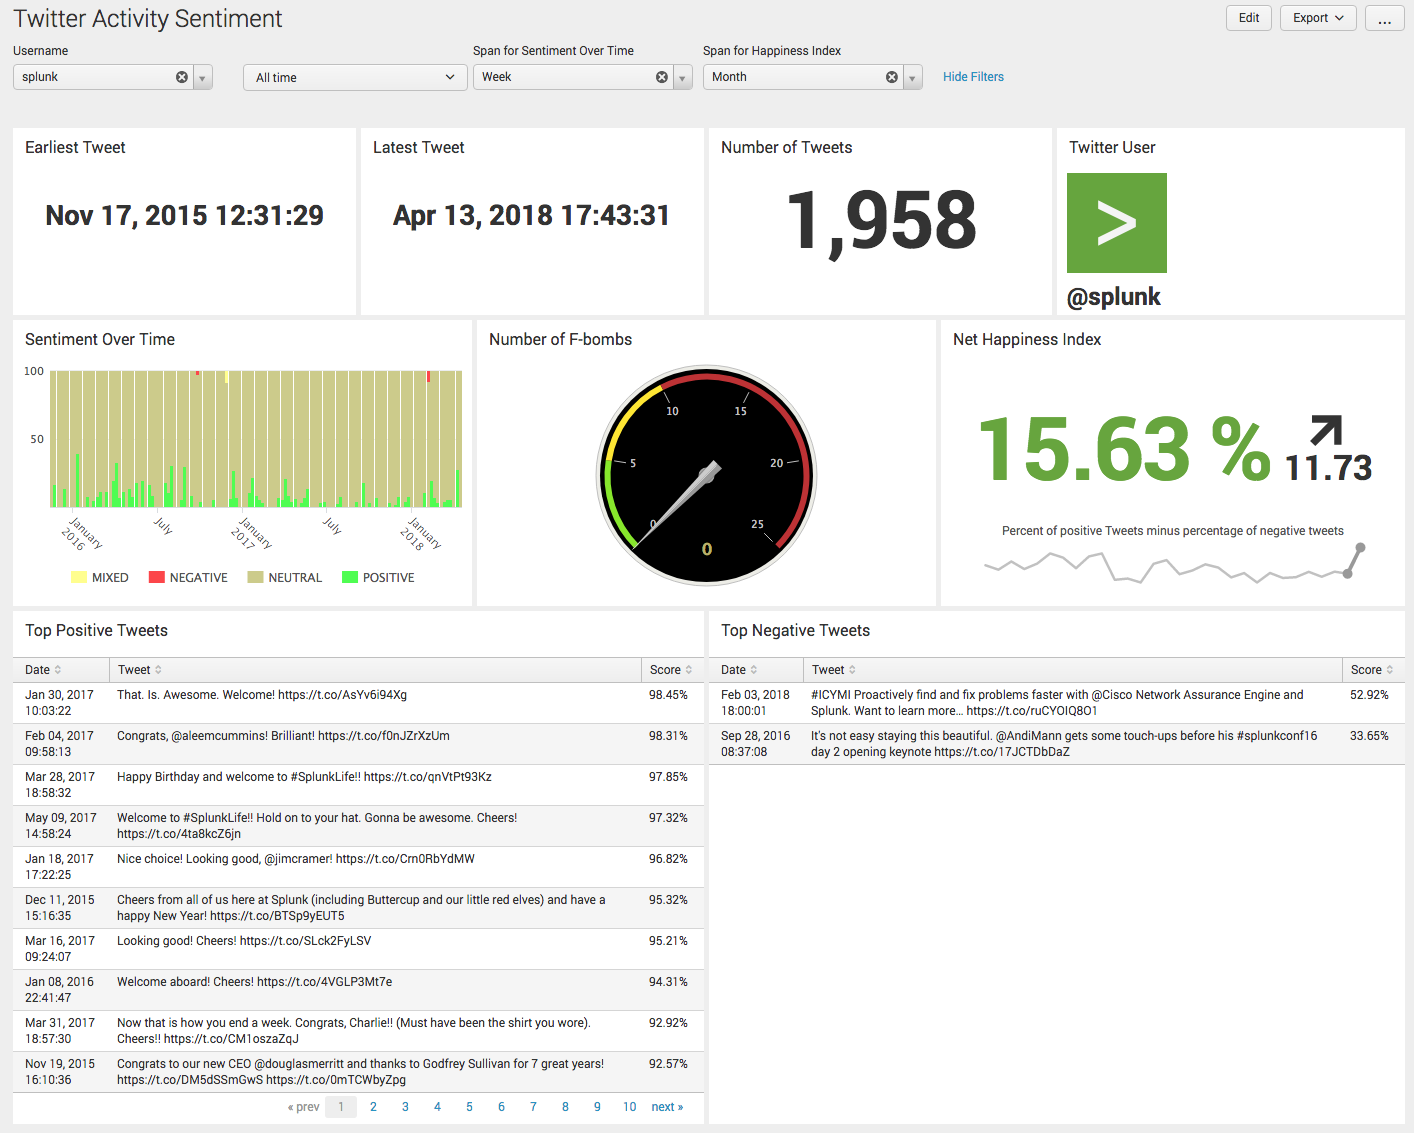 Twitter Activity Sentiment
Edit
Export
...
Username
Span for Sentiment Over Time
Span for Happiness Index
splunk
All time
Week
Month
Hide Filters
Earliest Tweet
Nov 17, 2015 12:31:29
Latest Tweet
Apr 13, 2018 17:43:31
Number of Tweets
1,958
Twitter User
>
@splunk
Sentiment Over Time
100
50
January
2016
July
January
2017
July
January
2018
MIXED
NEGATIVE
NEUTRAL
POSITIVE
Number of F-bombs
0
5
10
15
20
25
0
Net Happiness Index
15.63 %
11.73
Percent of positive Tweets minus percentage of negative tweets
Top Positive Tweets
Date
Tweet
Score
Jan 30, 2017
10:03:22
That. Is. Awesome. Welcome! https://t.co/AsYv6i94Xg
98.45%
Feb 04, 2017
09:58:13
Congrats, @aleemcummins! Brilliant! https://t.co/f0nJZrXzUm
98.31%
Mar 28, 2017
18:58:32
Happy Birthday and welcome to #SplunkLife!! https://t.co/qnVtPt93Kz
97.85%
May 09, 2017
14:58:24
Welcome to #SplunkLife!! Hold on to your hat. Gonna be awesome. Cheers!
https://t.co/4ta8kcZ6jn
97.32%
Jan 18, 2017
17:22:25
Nice choice! Looking good, @jimcramer! https://t.co/Crn0RbYdMW
96.82%
Dec 11, 2015
15:16:35
Cheers from all of us here at Splunk (including Buttercup and our little red elves) and have a
happy New Year! https://t.co/BTSp9yEUT5
95.32%
Mar 16, 2017
09:24:07
Looking good! Cheers! https://t.co/SLck2FyLSV
95.21%
Jan 08, 2016
22:41:47
Welcome aboard! Cheers! https://t.co/4VGLP3Mt7e
94.31%
Mar 31, 2017
18:57:30
Now that is how you end a week. Congrats, Charlie!! (Must have been the shirt you wore).
Cheers!! https://t.co/CM1oszaZqJ
92.92%
Nov 19, 2015
16:10:36
Congrats to our new CEO @douglasmerritt and thanks to Godfrey Sullivan for 7 great years!
https://t.co/DM5dSSmGwS https://t.co/0mTCWbyZpg
92.57%
« prev 1 2 3 4 5 6 7 8 9 10 next »
Top Negative Tweets
Date
Tweet
Score
Feb 03, 2018
18:00:01
#ICYMI Proactively find and fix problems faster with @Cisco Network Assurance Engine and
Splunk. Want to learn more… https://t.co/ruCYOIQ8O1
52.92%
Sep 28, 2016
08:37:08
It's not easy staying this beautiful. @AndiMann gets some touch-ups before his #splunkconf16
day 2 opening keynote https://t.co/17JCTDbDaZ
33.65%